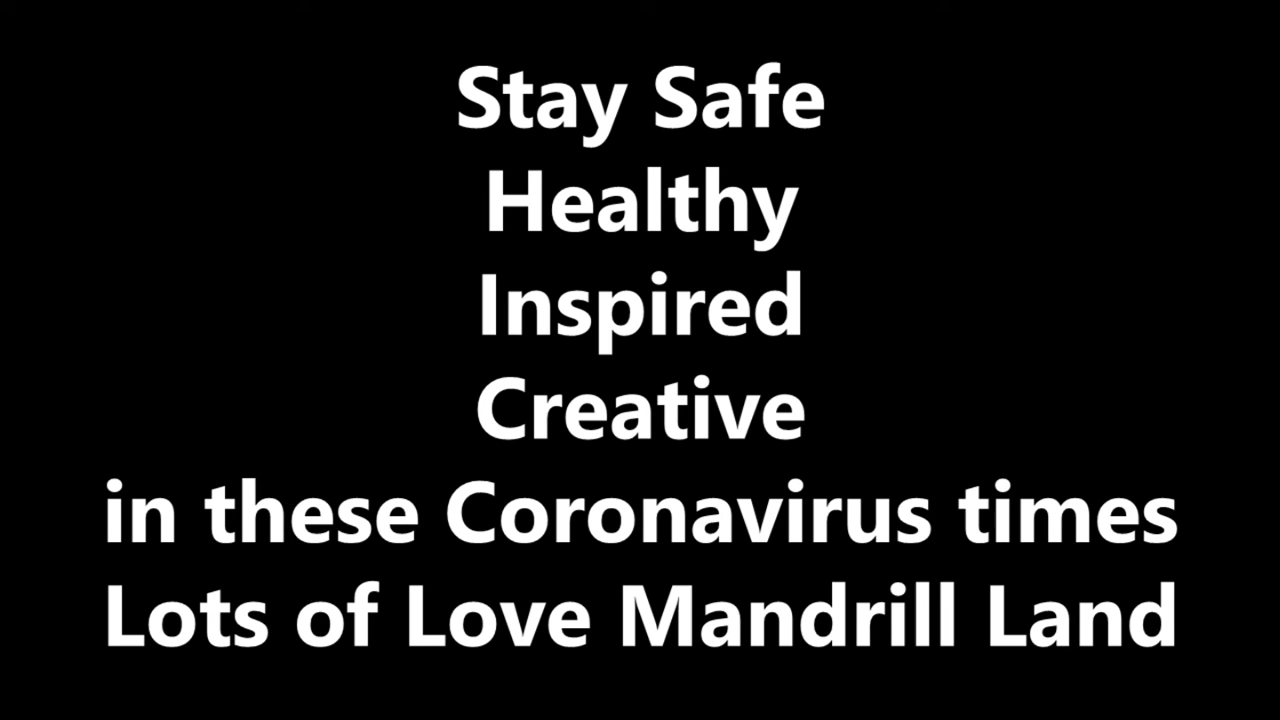 Stay Safe
Healthy
Inspired
Creative
in these Coronavirus times
Lots of Love Mandrill Land